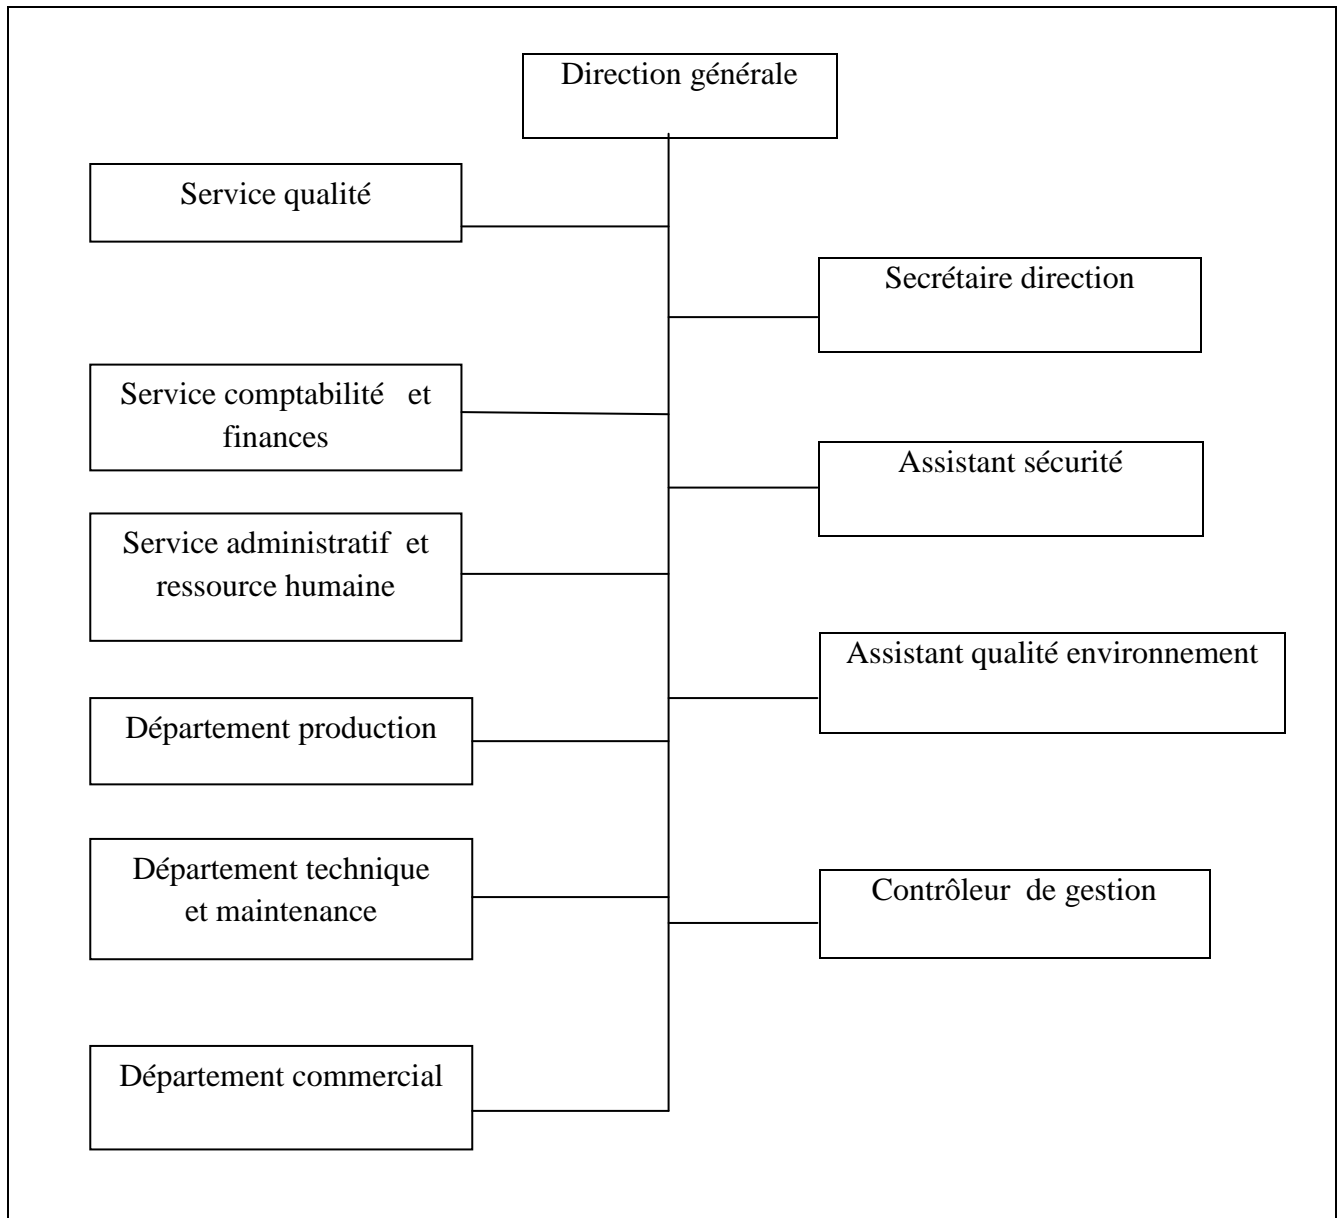 Direction générale
Service qualité
Secrétaire direction
Service comptabilité et
finances
Assistant sécurité
Service administratif et
ressource humaine
Assistant qualité environnement
Département production
Département technique
et maintenance
Contrôleur de gestion
Département commercial